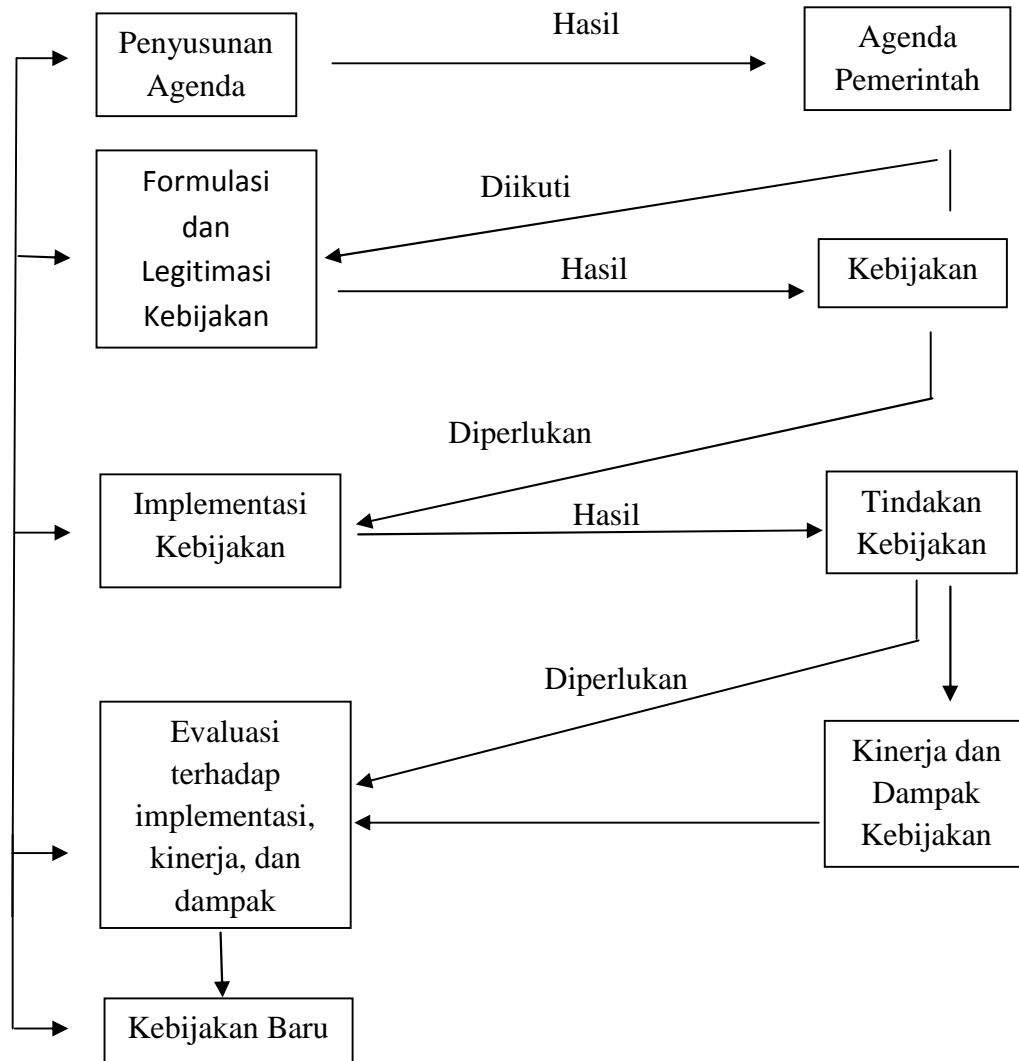 Hasil
Penyusunan
Agenda
Agenda
Pemerintah
Formulasi
dan
Legitimasi
Kebijakan
Diikuti
Hasil
Kebijakan
Diperlukan
Implementasi
Kebijakan
Hasil
Tindakan
Kebijakan
Diperlukan
Evaluasi
terhadap
implementasi,
kinerja, dan
dampak
Kinerja dan
Dampak
Kebijakan
Kebijakan Baru